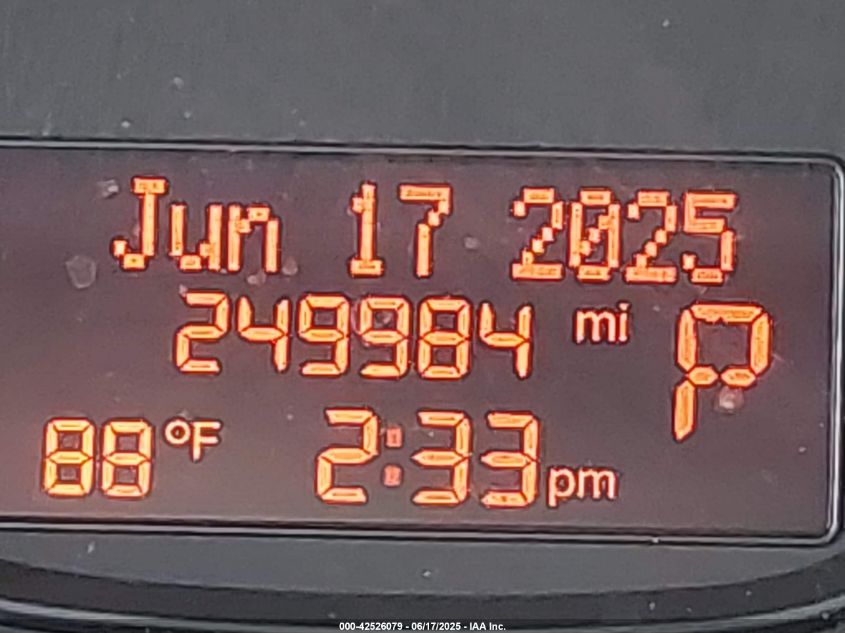 Jun 17 2025
249984 mi P
88°F 2:33 pm
000-42526079 - 06/17/2025 - IAA Inc.